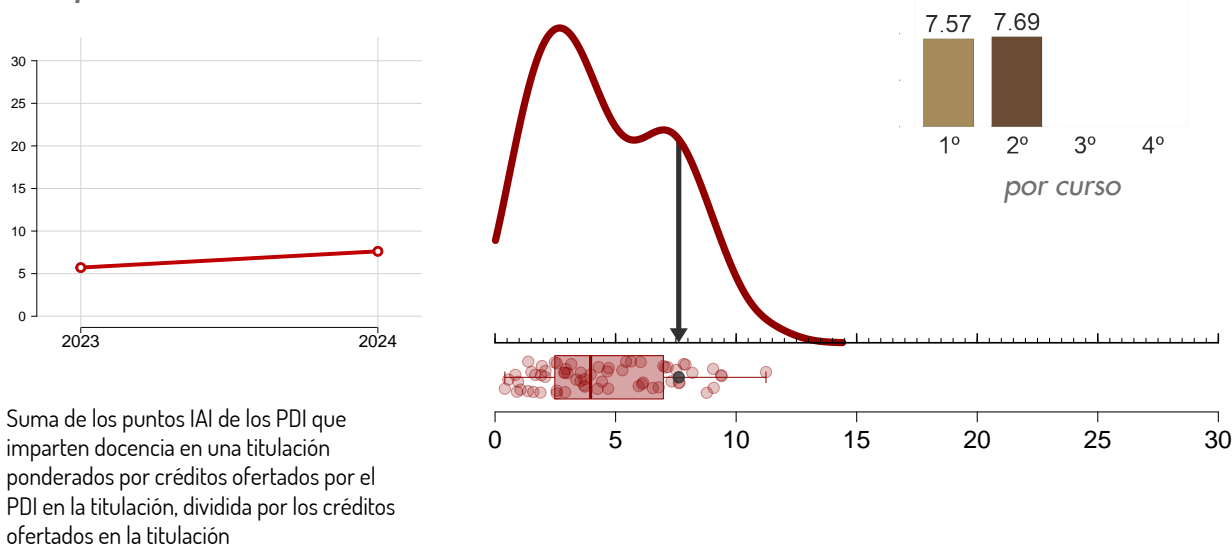 30
25
20
15
10
5
0
2023 2024
Suma de los puntos IAI de los PDI que
imparten docencia en una titulación
ponderados por créditos ofertados por el
PDI en la titulación, dividida por los créditos
ofertados en la titulación
0 5 10 15 20 25 30
7.57 7.69
1º 2º 3º 4º
por curso